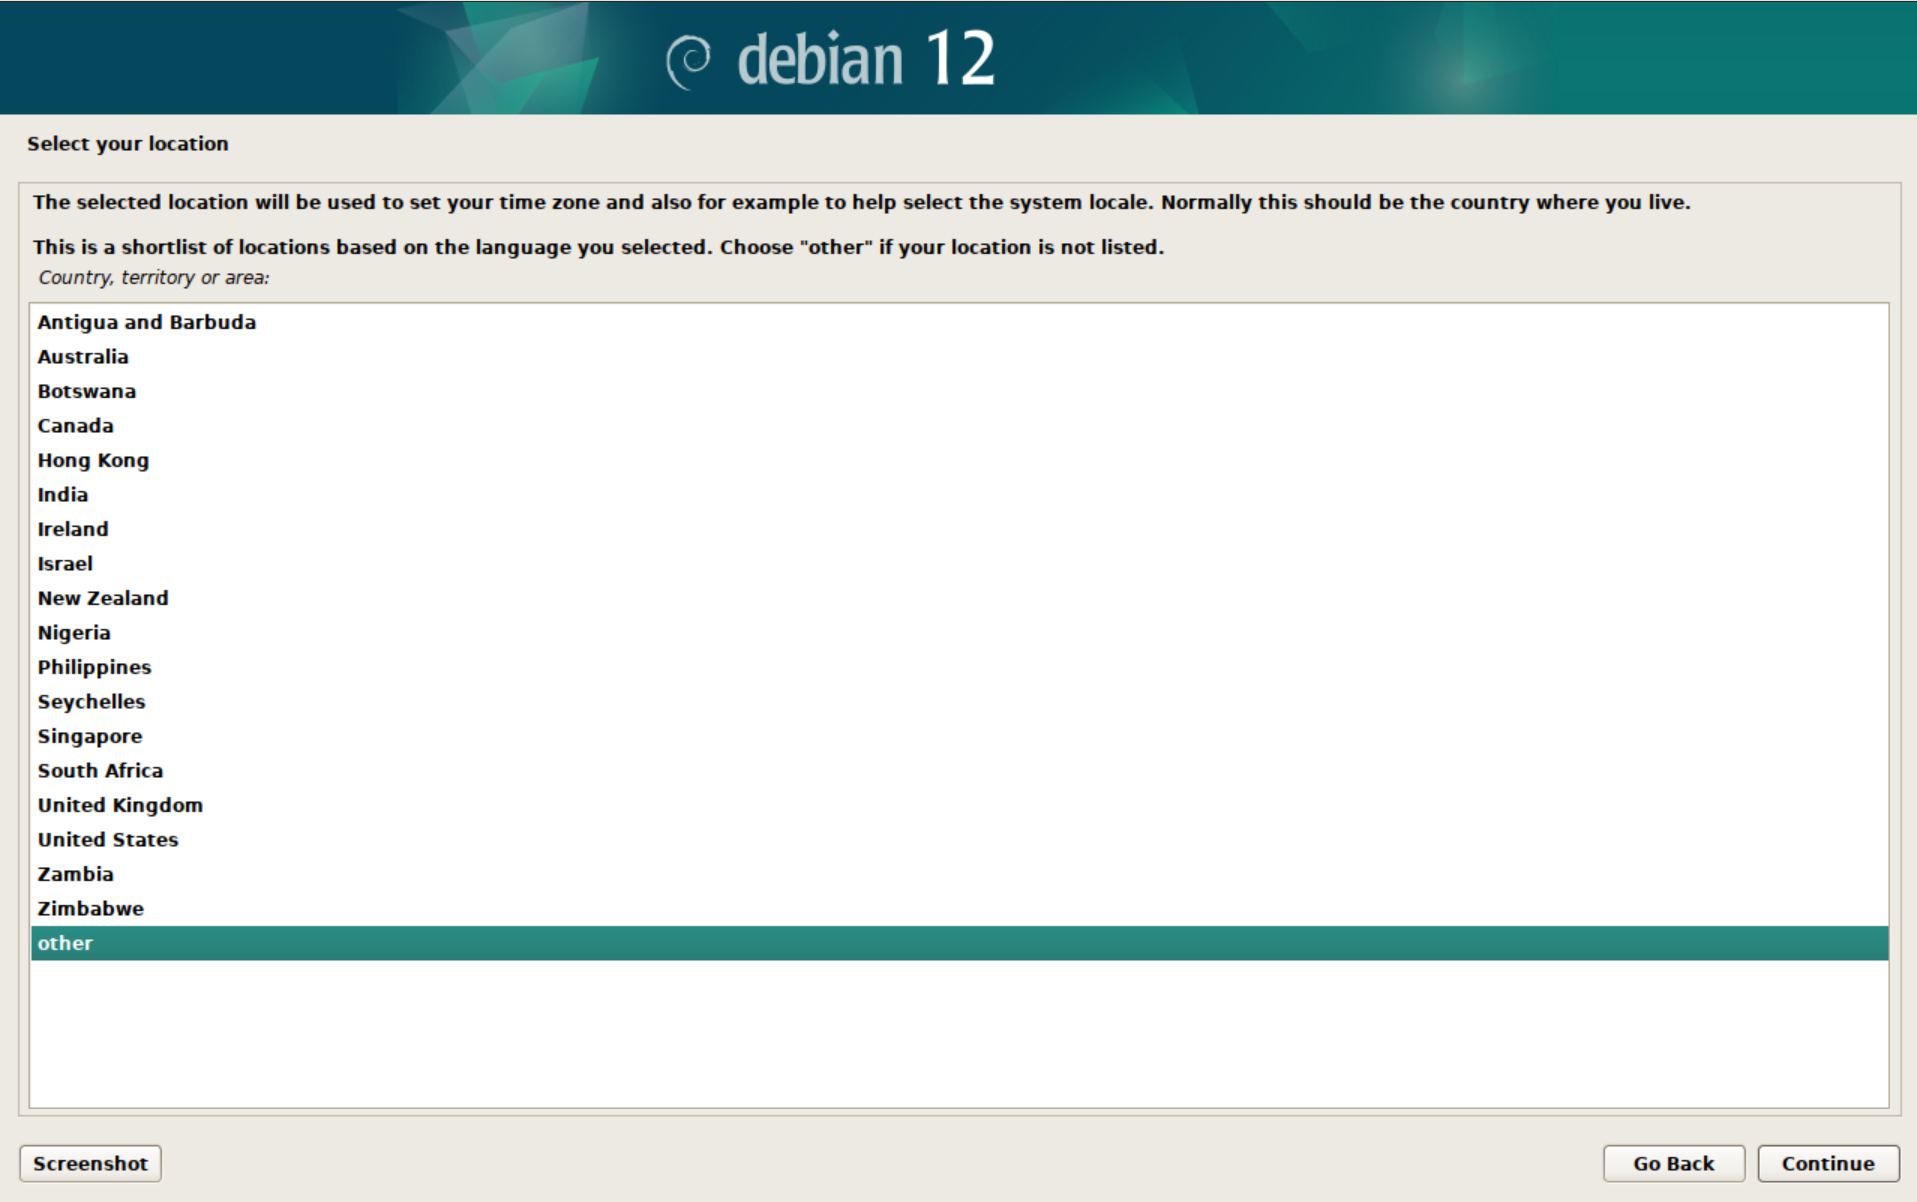 debian 12
Select your location
The selected location will be used to set your time zone and also for example to help select the system locale. Normally this should be the country where you live.
This is a shortlist of locations based on the language you selected. Choose "other" if your location is not listed.
Country, territory or area:
Antigua and Barbuda
Australia
Botswana
Canada
Hong Kong
India
Ireland
Israel
New Zealand
Nigeria
Philippines
Seychelles
Singapore
South Africa
United Kingdom
United States
Zambia
Zimbabwe
other
Screenshot Go Back Continue